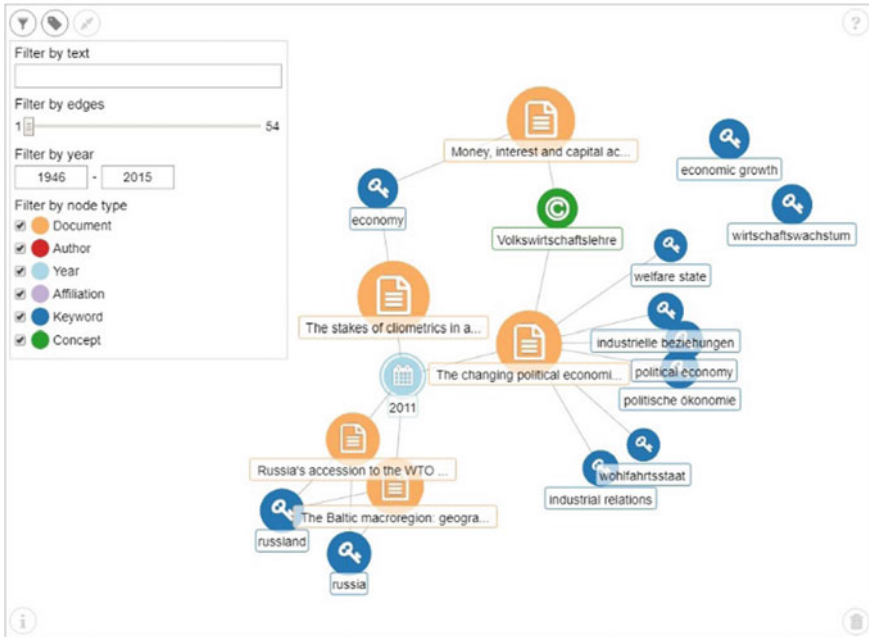 Filter by text
Filter by edges
1
54
Filter by year
1946 - 2015
Filter by node type
Document
Author
Year
Affiliation
Keyword
Concept
?
Money, interest and capital ac...
economic growth
economy
Volkswirtschaftslehre
wirtschaftswachstum
welfare state
The stakes of cliometrics in a...
industrielle beziehungen
The changing political economi...
political economy
politische ökonomie
2011
Russia's accession to the WTO ...
wohlfahrtsstaat
industrial relations
The Baltic macroregion: geogra...
russland
russia
i